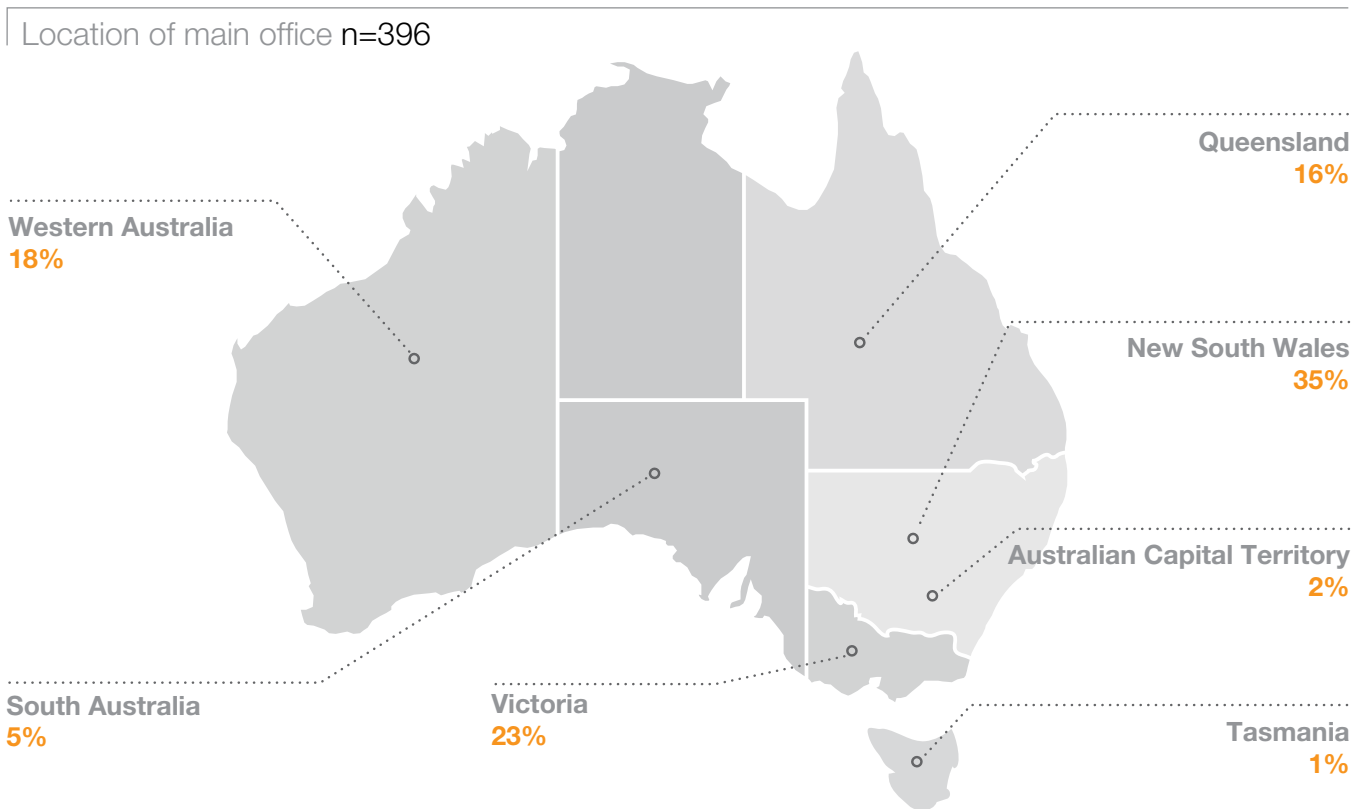 Location of main office n=396
Queensland
16%
Western Australia
18%
New South Wales
35%
Australian Capital Territory
2%
South Australia
5%
Victoria
23%
Tasmania
1%